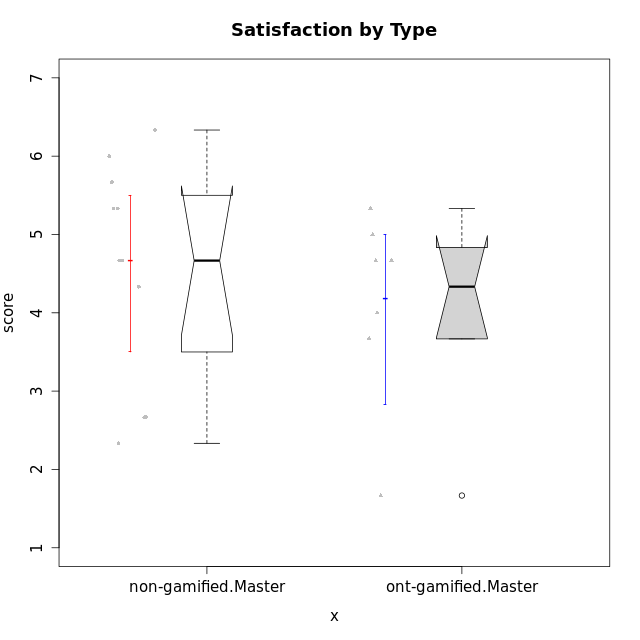 Satisfaction by Type
7
6
5
4
3
2
1
score
non-gamified.Master
ont-gamified.Master
x